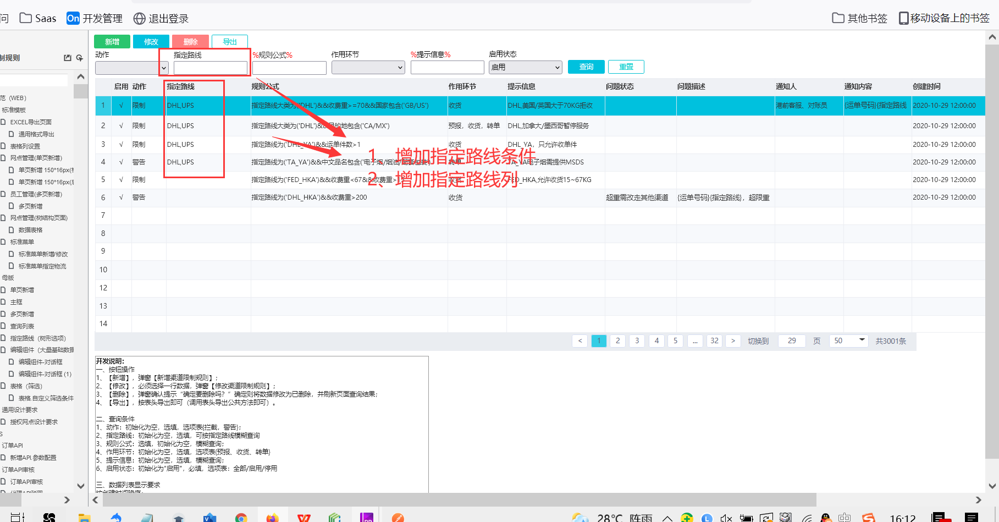 问 Saas On 开发管理 退出登录 其他书签 移动设备上的书签
新增 修改 删除 导出
制规则
动作 指定路线 %规则公式% 作用环节 %提示信息% 启用状态
启用 查询 重置
启用 动作 指定路线 规则公式 作用环节 提示信息 问题状态 问题描述 通知人 通知内容 创建时间
1 √ 限制 DHL,UPS 指定路线大类为('DHL')&&收费重>=70&&国家包含('GB/US') 收货 DHL,美国/英国大于70KG拒收 港前客服、对账员 {运单号码}{指定路线 2020-10-29 12:00:00
2 √ 限制 DHL,UPS 指定路线大类为('DHL')&&目的地包含('CA/MX') 预报，收货，转单 DHL,加拿大/墨西哥暂停服务 2020-10-29 12:00:00
3 √ 限制 DHL,UPS 指定路线为('DHL_YA')&&运单件数>1 收货 DHL_YA，只允许收单件 2020-10-29 12:00:00
4 √ 警告 DHL,UPS 指定路线为('TA_YA')&&中文品名包含('电子烟/烟油/配套包装') 转单 TA_YA电子烟需提供MSDS 2020-10-29 12:00:00
5 √ 限制 指定路线为('FED_HKA')&&收费重<67&&收费重>15 收货 FED_HKA,允许收货15~67KG 2020-10-29 12:00:00
6 √ 警告 指定路线为('DHL_HKA')&&收费重>200 收货 超重需改走其他渠道 {运单号码}{指定路线}，超限重 2020-10-29 12:00:00
7
8
9
10
12
13
14
1、增加指定路线条件
2、增加指定路线列
< 1 2 3 4 5 ... 32 > 切换到 29 页 50 共3001条
范（WEB）
标准模板
EXCEL导出页面
通用格式导出
表格列设置
网点管理(单页新增)
单页新增 150*16px(
单页新增 150*16px(
员工管理(多页新增)
多页新增
网点管理(树结构页面)
数据表格
标准菜单
标准菜单新增/修改
标准菜单指定物流
母版
单页新增
主框
多页新增
查询列表
指定路线（树形选项）
编辑组件（大量基础数据
编辑组件-对话框
编辑组件-对话框 (1)
表格（筛选）
表格.自定义筛选条件
通用设计要求
授权网点设计要求
S
订单API
新增API.参数配置
订单API审核
订单API审核
开发说明：
一、按钮操作
1、【新增】，弹窗【新增渠道限制规则】；
2、【修改】，必须选择一行数据，弹窗【修改渠道限制规则】；
3、【删除】，弹窗确认提示“确定要删除吗？”确定则将数据修改为已删除，并刷新页面查询结果；
4、【导出】，按表头导出即可（调用表头导出公共方法即可）。
二、查询条件
1、动作：初始化为空，选填，选项表{拦截，警告};
2、指定路线：初始化为空，选填，可按指定路线模糊查询
3、规则公式：选填，初始化为空，模糊查询;
4、作用环节：初始化为空，选填，选项表{预报、收货、转单}
5、提示信息：初始化为空，选填，模糊查询;
6、启用状态：初始化为"启用"，必填，选项表：全部/启用/停用
三、数据列表显示要求
28°C 阵雨 中 16:12